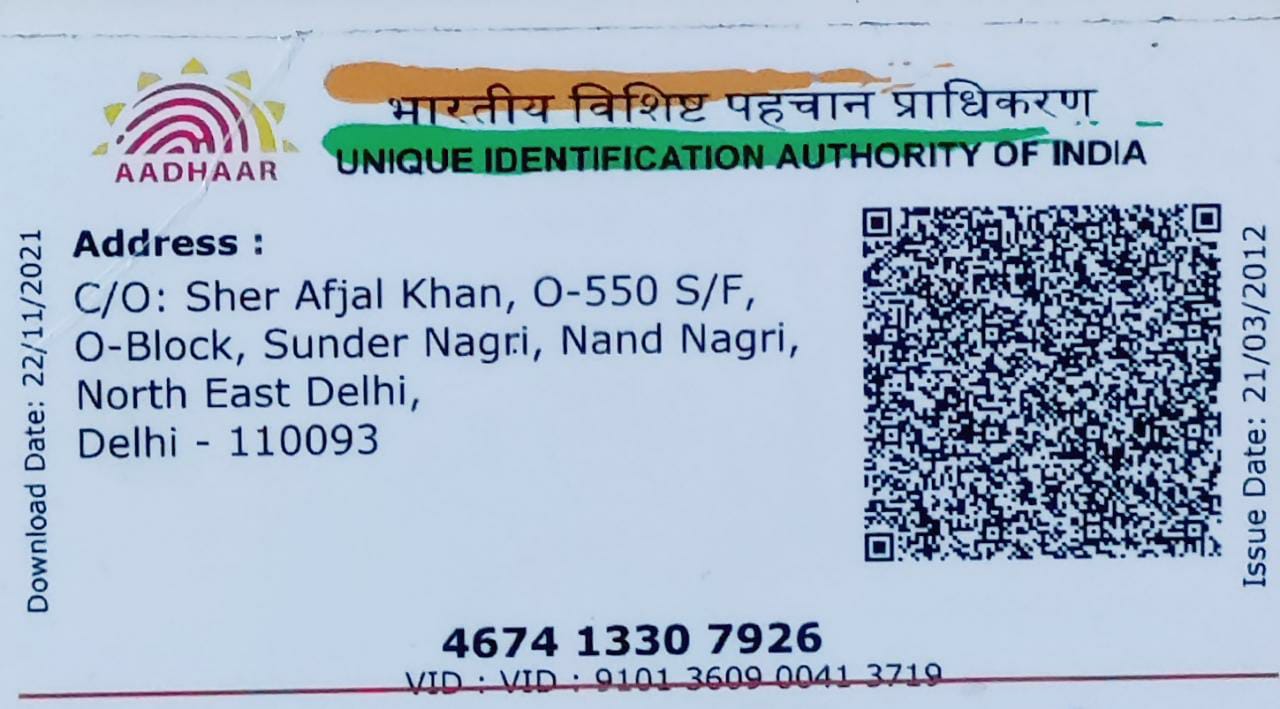 भारतीय विशिष्ट पहचान प्राधिकरण
AADHAAR
UNIQUE IDENTIFICATION AUTHORITY OF INDIA
Download Date: 22/11/2021
Address :
C/O: Sher Afjal Khan, O-550 S/F,
O-Block, Sunder Nagri, Nand Nagri,
North East Delhi,
Delhi - 110093
Issue Date: 21/03/2012
4674 1330 7926
VID : VID : 9101 3609 0041 3719